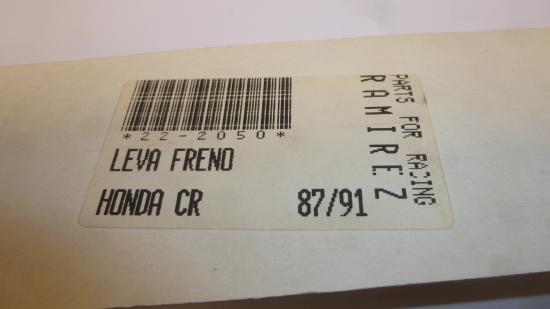 *22-2050*
LEVA FRENO
HONDA CR 87/91
PARTS FOR RACING
RAMIREZ